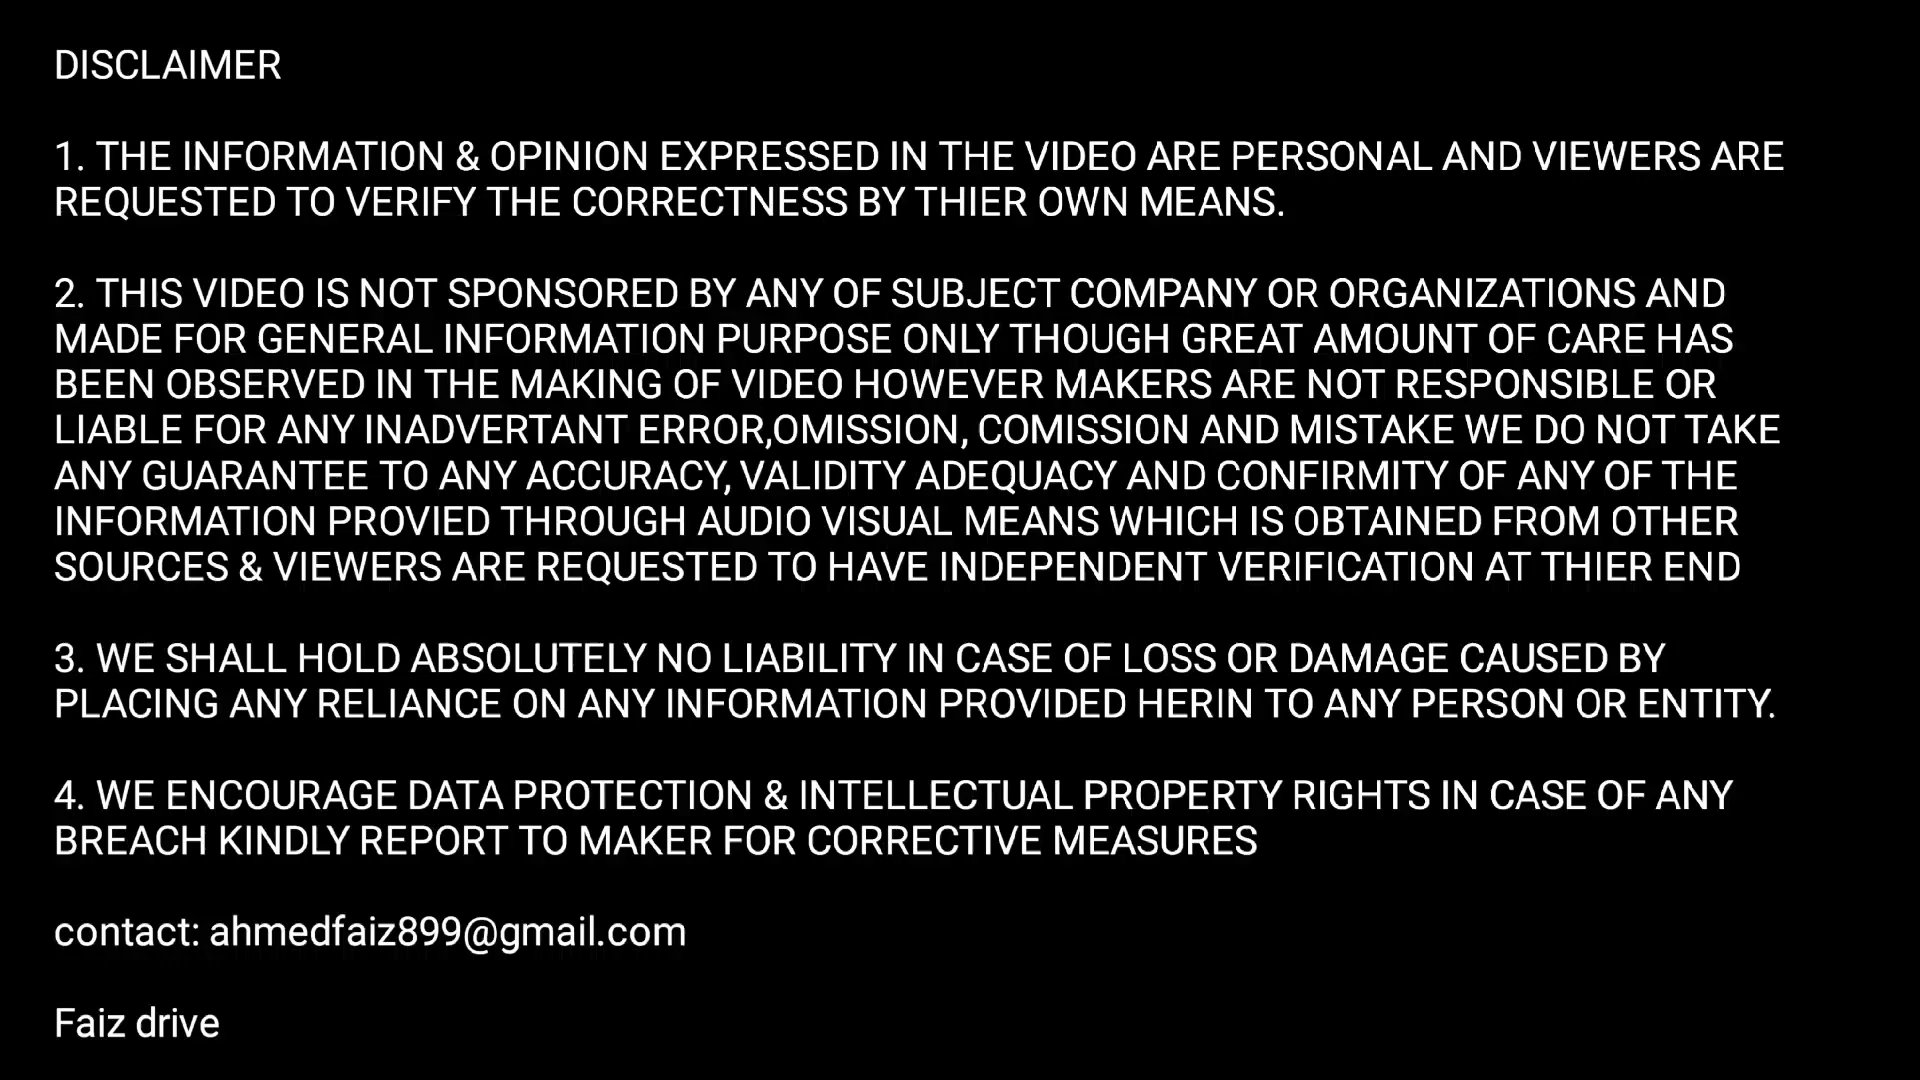 DISCLAIMER
1. THE INFORMATION & OPINION EXPRESSED IN THE VIDEO ARE PERSONAL AND VIEWERS ARE
REQUESTED TO VERIFY THE CORRECTNESS BY THIER OWN MEANS.
2. THIS VIDEO IS NOT SPONSORED BY ANY OF SUBJECT COMPANY OR ORGANIZATIONS AND
MADE FOR GENERAL INFORMATION PURPOSE ONLY THOUGH GREAT AMOUNT OF CARE HAS
BEEN OBSERVED IN THE MAKING OF VIDEO HOWEVER MAKERS ARE NOT RESPONSIBLE OR
LIABLE FOR ANY INADVERTANT ERROR,OMISSION, COMISSION AND MISTAKE WE DO NOT TAKE
ANY GUARANTEE TO ANY ACCURACY, VALIDITY ADEQUACY AND CONFIRMITY OF ANY OF THE
INFORMATION PROVIED THROUGH AUDIO VISUAL MEANS WHICH IS OBTAINED FROM OTHER
SOURCES & VIEWERS ARE REQUESTED TO HAVE INDEPENDENT VERIFICATION AT THIER END
3. WE SHALL HOLD ABSOLUTELY NO LIABILITY IN CASE OF LOSS OR DAMAGE CAUSED BY
PLACING ANY RELIANCE ON ANY INFORMATION PROVIDED HERIN TO ANY PERSON OR ENTITY.
4. WE ENCOURAGE DATA PROTECTION & INTELLECTUAL PROPERTY RIGHTS IN CASE OF ANY
BREACH KINDLY REPORT TO MAKER FOR CORRECTIVE MEASURES
contact: ahmedfaiz899@gmail.com
Faiz drive